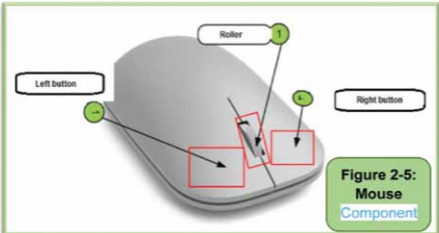 Roller
1
Left button
Right button
Figure 2-5:
Mouse
Component